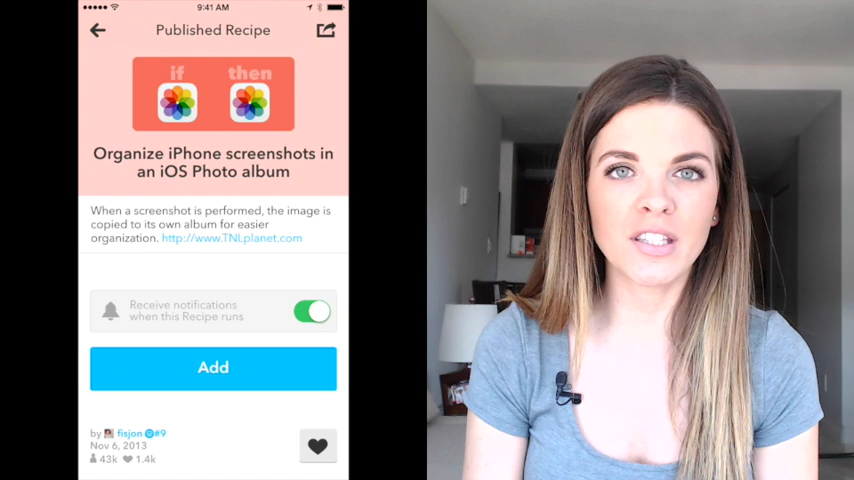 9:41 AM
Published Recipe
if then
Organize iPhone screenshots in
an iOS Photo album
When a screenshot is performed, the image is
copied to its own album for easier
organization. http://www.TNLplanet.com
Receive notifications
when this Recipe runs
Add
by fisjon #9
Nov 6, 2013
43k 1.4k